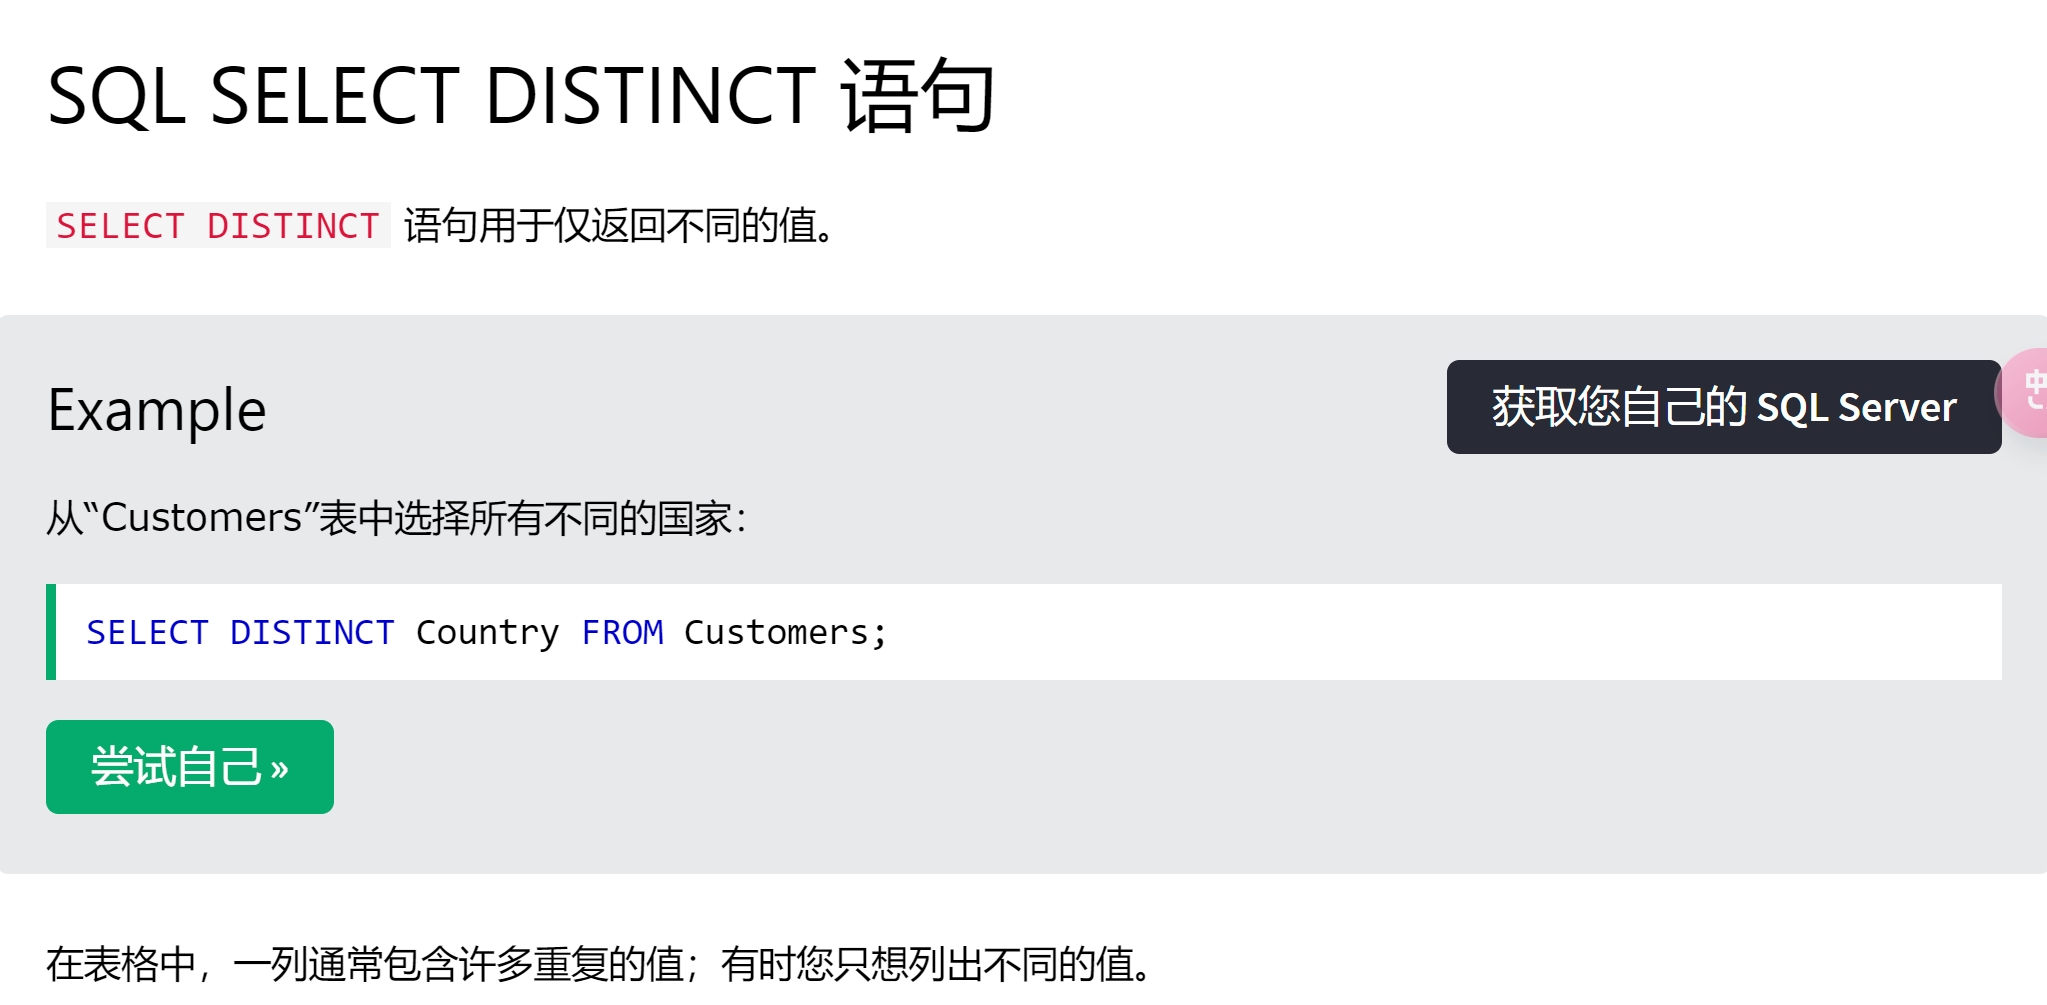 SQL SELECT DISTINCT 语句
SELECT DISTINCT 语句用于仅返回不同的值。
Example
获取您自己的 SQL Server
从“Customers”表中选择所有不同的国家：
SELECT DISTINCT Country FROM Customers;
尝试自己 »
在表格中，一列通常包含许多重复的值；有时您只想列出不同的值。